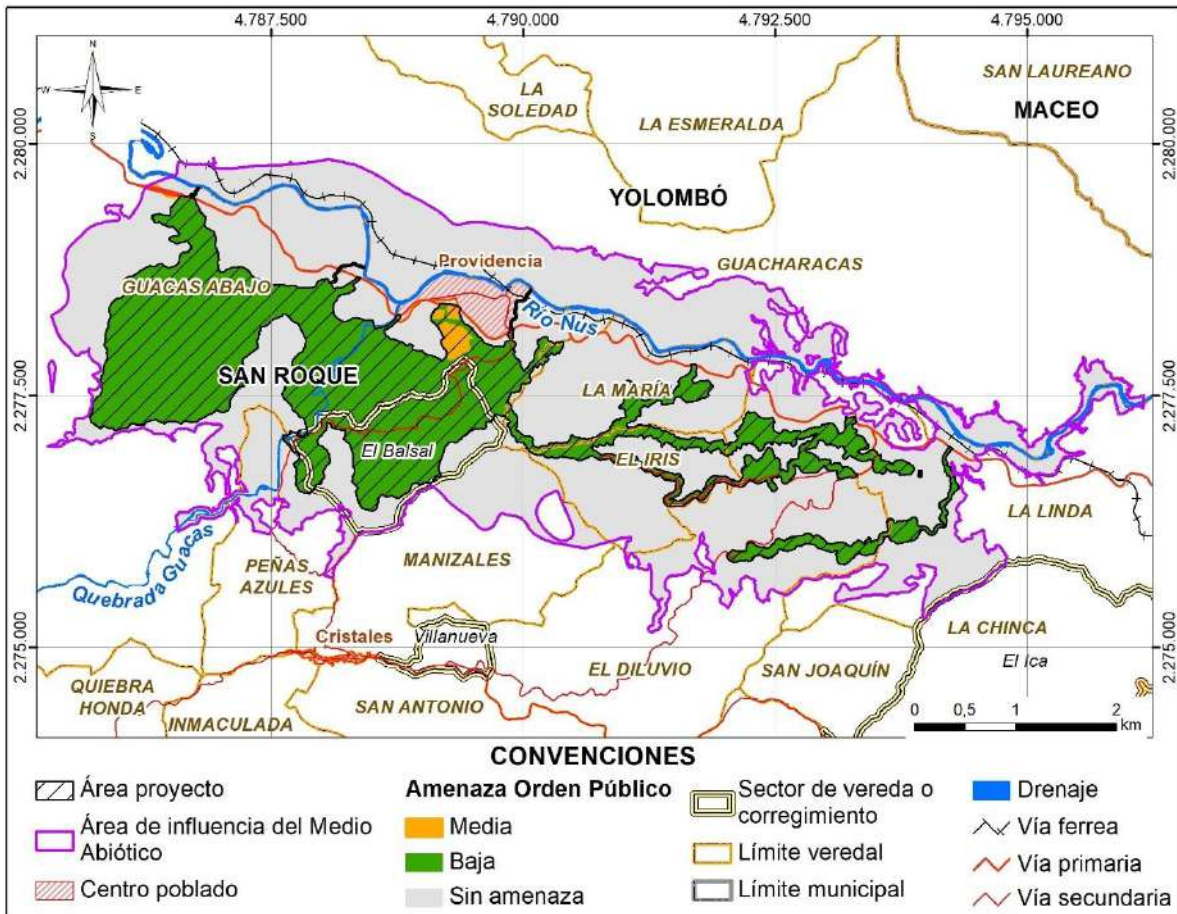 4.787.500
4.790.000
4.792.500
4.795.000
N
W
E
S
2.280.000
2.277.500
2.275.000
2.280.000
2.277.500
2.275.000
LA
SOLEDAD
LA ESMERALDA
SAN LAUREANO
MACEO
YOLOMBÓ
GUACHARACAS
Providencia
GUACAS ABAJO
Río Nus
SAN ROQUE
LA MARÍA
El Balsal
EL IRIS
LA LINDA
Quebrada Guacas
PEÑAS
AZULES
MANIZALES
LA CHINCA
Cristales
Villanueva
EL DILUVIO
SAN JOAQUÍN
El Ica
QUIEBRA
HONDA
INMACULADA
SAN ANTONIO
0 0,5 1 2
km
CONVENCIONES
Área proyecto
Área de influencia del Medio
Abiótico
Centro poblado
Amenaza Orden Público
Media
Baja
Sin amenaza
Sector de vereda o
corregimiento
Límite veredal
Límite municipal
Drenaje
Vía ferrea
Vía primaria
Vía secundaria